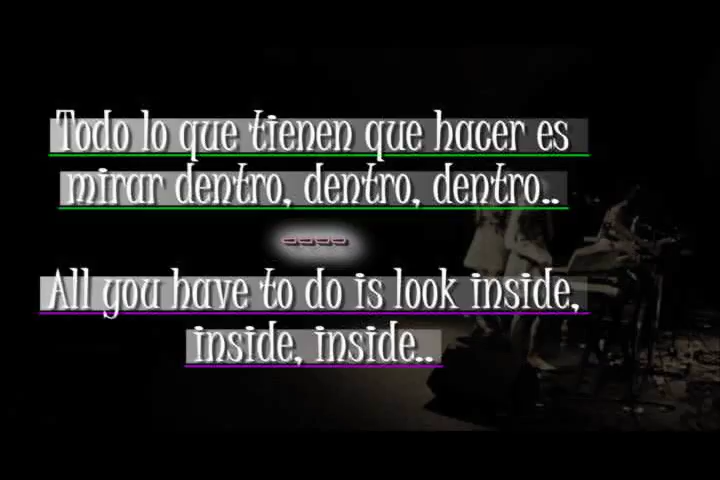 Todo lo que tienen que hacer es
mirar dentro, dentro, dentro..
----
All you have to do is look inside,
inside, inside..